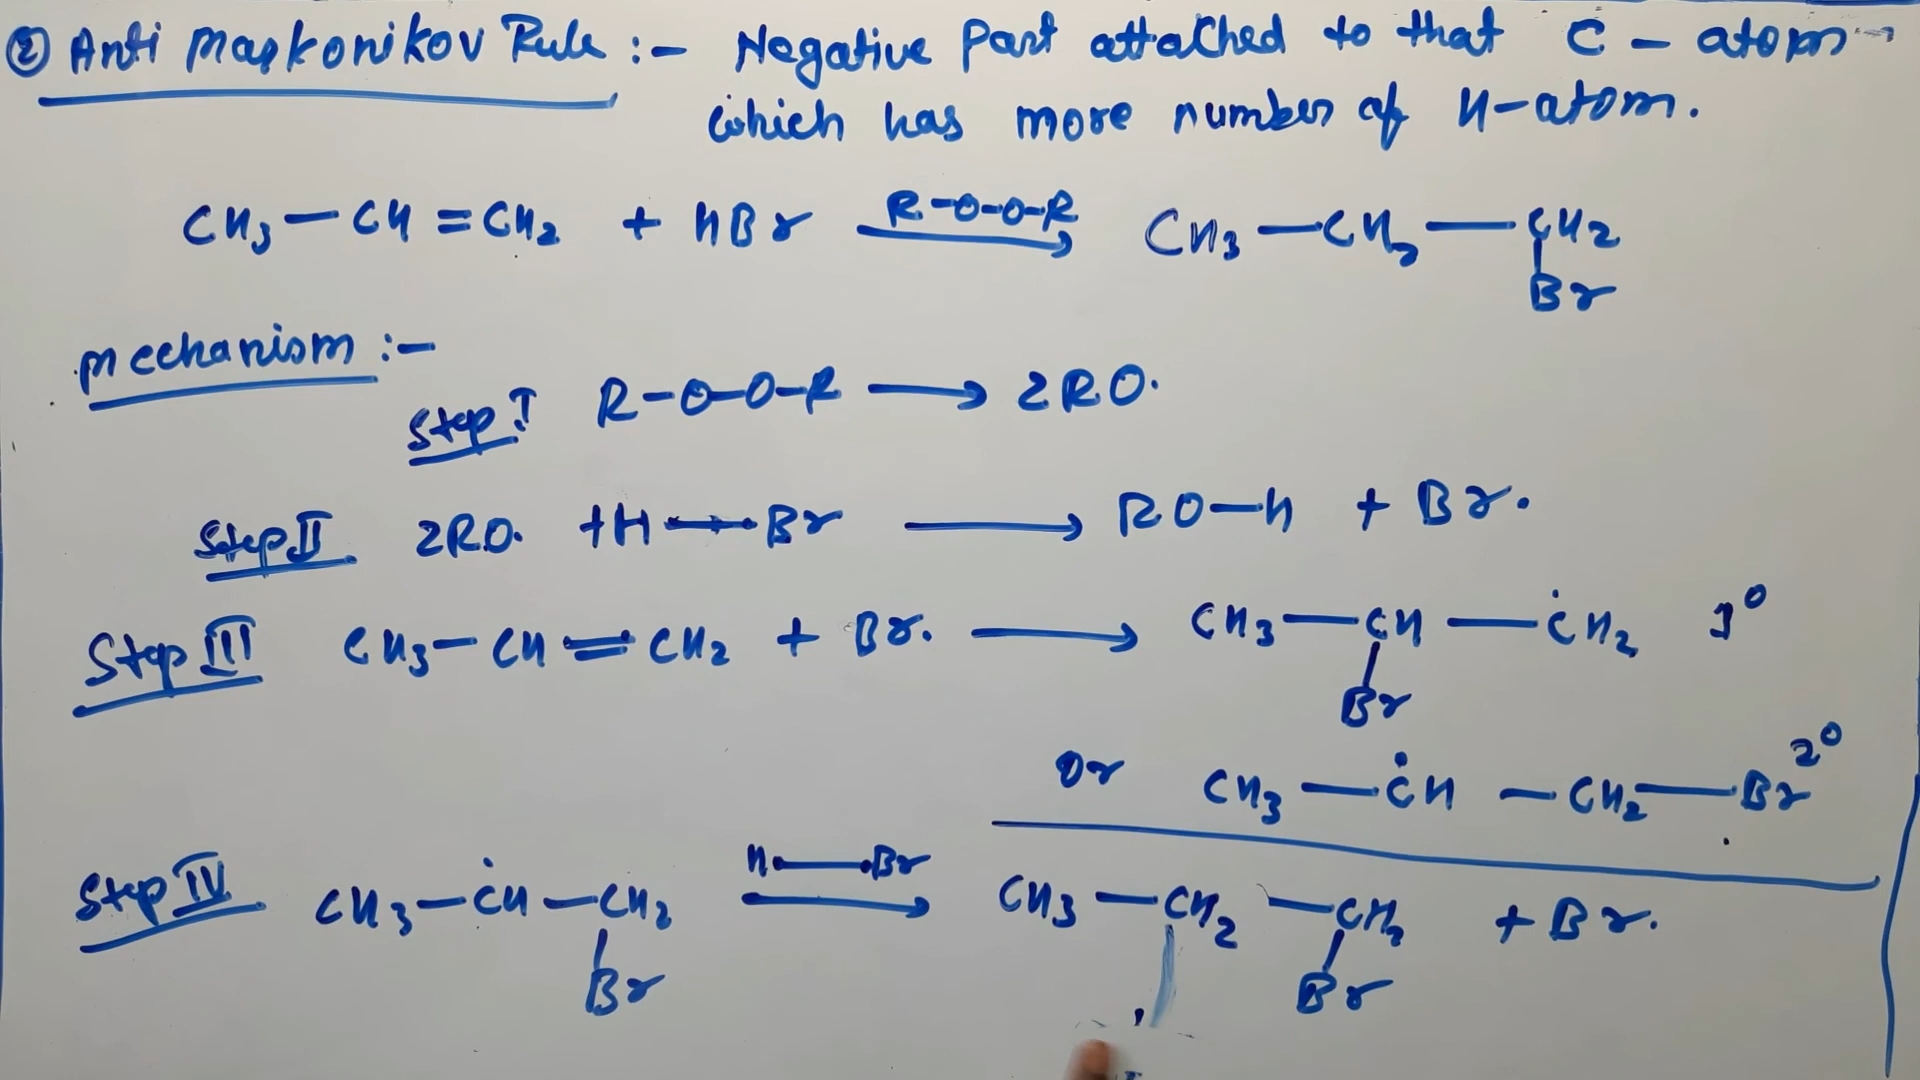 ② Anti Markonikov Rule :- Negative Part attached to that C - atom
which has more number of H-atom.
CH₃ — CH = CH₂ + HBr R-O-O-R → CH₃ — CH₂ — CH₂
Br
Mechanism :-
Step I R-O-O-R → 2RO·
Step II 2RO· + H — Br → RO-H + Br·
Step III CH₃ - CH = CH₂ + Br· → CH₃ — CH — ĊH₂ 1°
Br
Or CH₃ — ĊH — CH₂ — Br 2°
Step IV CH₃ - ĊH - CH₂ H — Br → CH₃ — CH₂ — CH₂ + Br·
Br Br